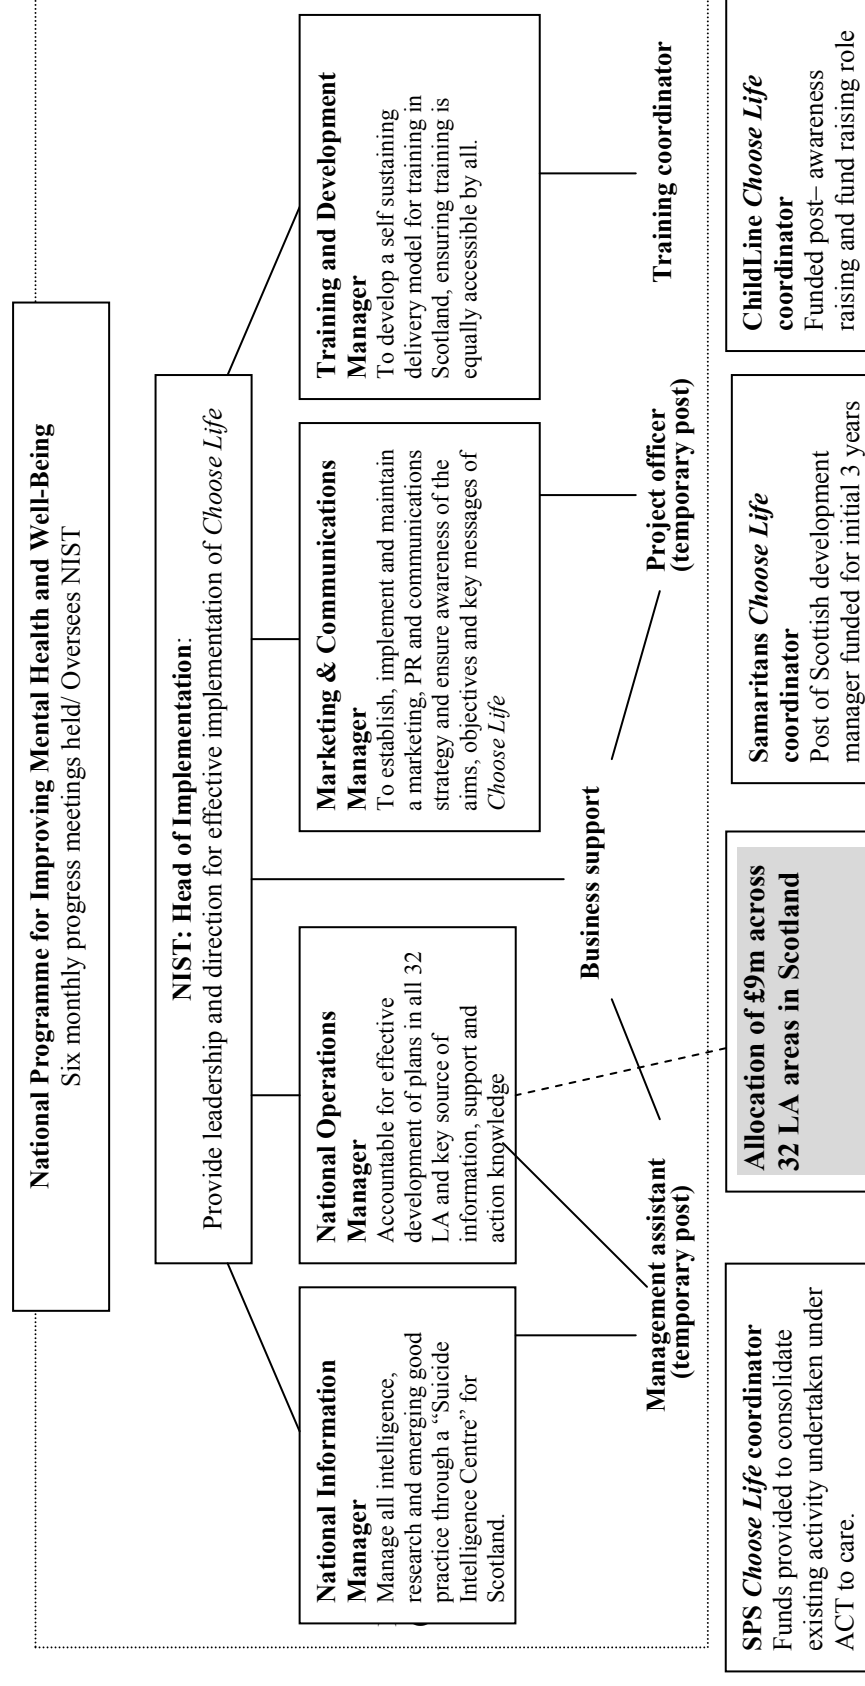 National Programme for Improving Mental Health and Well-Being
Six monthly progress meetings held/ Oversees NIST
NIST: Head of Implementation:
Provide leadership and direction for effective implementation of Choose Life
National Information
Manager
Manage all intelligence,
research and emerging good
practice through a “Suicide
Intelligence Centre” for
Scotland.
National Operations
Manager
Accountable for effective
development of plans in all 32
LA and key source of
information, support and
action knowledge
Marketing & Communications
Manager
To establish, implement and maintain
a marketing, PR and communications
strategy and ensure awareness of the
aims, objectives and key messages of
Choose Life
Training and Development
Manager
To develop a self sustaining
delivery model for training in
Scotland, ensuring training is
equally accessible by all.
Business support
Management assistant
(temporary post)
Project officer
(temporary post)
Training coordinator
SPS Choose Life coordinator
Funds provided to consolidate
existing activity undertaken under
ACT to care.
Allocation of £9m across
32 LA areas in Scotland
Samaritans Choose Life
coordinator
Post of Scottish development
manager funded for initial 3 years
ChildLine Choose Life
coordinator
Funded post– awareness
raising and fund raising role